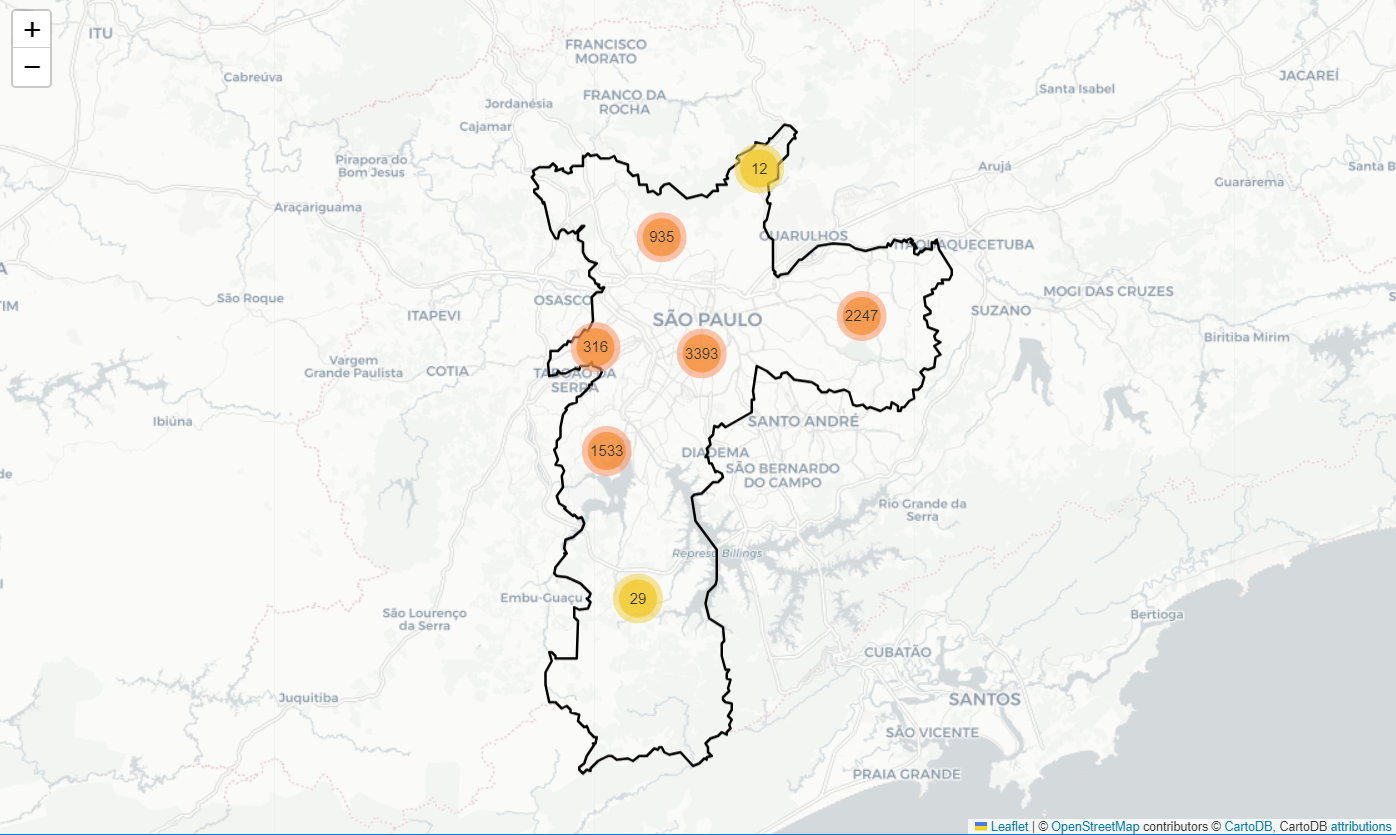 +
−
ITU
FRANCISCO
MORATO
Cabreúva
JACAREÍ
Santa Isabel
FRANCO DA
ROCHA
Jordanésia
Cajamar
Pirapora do
Bom Jesus
12
Arujá
Santa B
Guararema
Araçariguama
935
GUARULHOS
ITAQUAQUECETUBA
A
São Roque
OSASCO
MOGI DAS CRUZES
TIM
ITAPEVI
SÃO PAULO
2247
SUZANO
S
Biritiba Mirim
316
3393
Vargem
Grande Paulista
COTIA
TABOÃO DA
SERRA
Ibiúna
SANTO ANDRÉ
1533
DIADEMA
SÃO BERNARDO
DO CAMPO
de
Rio Grande da
Serra
Represa Billings
Embu-Guaçu
29
São Lourenço
da Serra
Bertioga
CUBATÃO
Juquitiba
SANTOS
SÃO VICENTE
PRAIA GRANDE
Leaflet | © OpenStreetMap contributors © CartoDB, CartoDB attributions